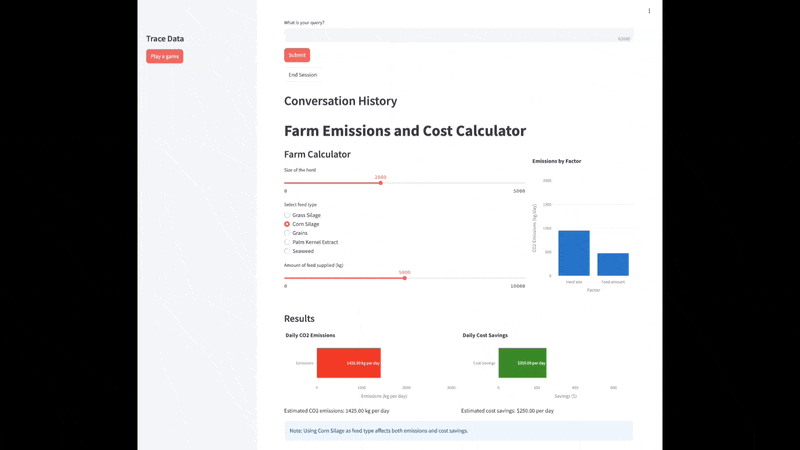 What is your query?
Trace Data
Play a game
Submit
End Session
Conversation History
Farm Emissions and Cost Calculator
Farm Calculator
Size of the herd
2000
0
5000
Select feed type
Grass Silage
Corn Silage
Grains
Palm Kernel Extract
Seaweed
Amount of feed supplied (kg)
5000
0
10000
Emissions by Factor
CO2 Emissions (kg/day)
2000
1500
1000
500
0
Herd size
Feed amount
Factor
Results
Daily CO2 Emissions
Emissions
1425.00 kg per day
0
1000
2000
3000
Emissions (kg per day)
Daily Cost Savings
Cost Savings
$250.00 per day
0
Savings ($)
Estimated CO2 emissions: 1425.00 kg per day
Estimated cost savings: $250.00 per day
Note: Using Corn Silage as feed type affects both emissions and cost savings.